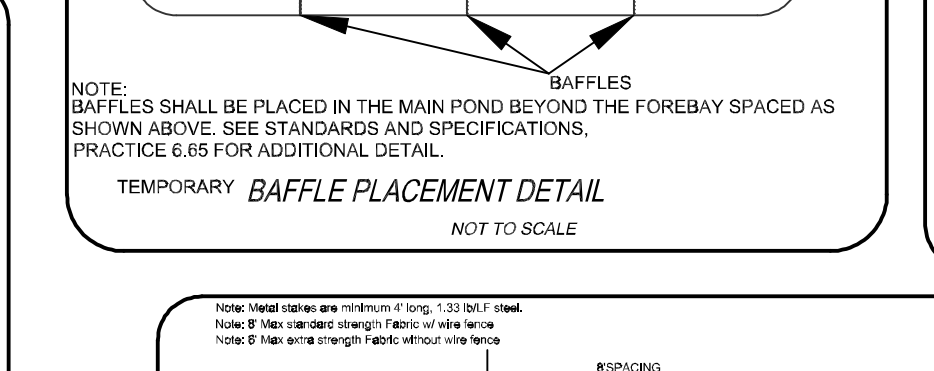 BAFFLES
NOTE:
BAFFLES SHALL BE PLACED IN THE MAIN POND BEYOND THE FOREBAY SPACED AS
SHOWN ABOVE. SEE STANDARDS AND SPECIFICATIONS,
PRACTICE 6.65 FOR ADDITIONAL DETAIL.
TEMPORARY BAFFLE PLACEMENT DETAIL
NOT TO SCALE
Note: Metal stakes are minimum 4' long, 1.33 lb/LF steel.
Note: 8' Max standard strength Fabric w/ wire fence
Note: 6' Max extra strength Fabric without wire fence
8'SPACING